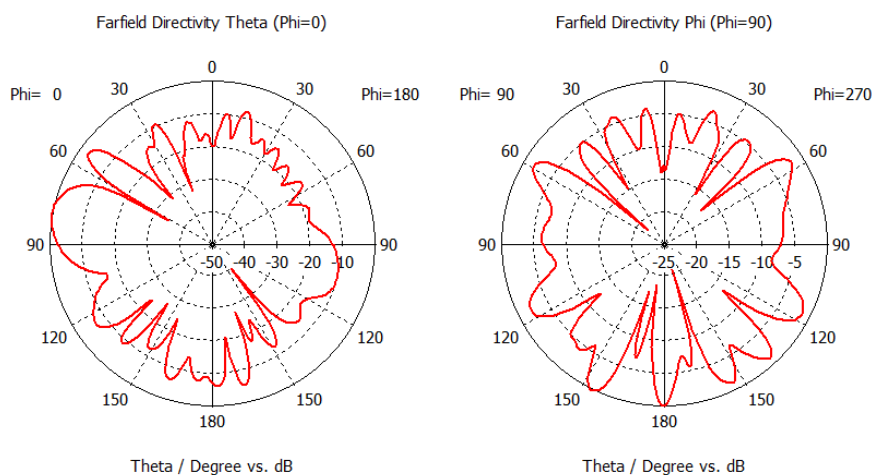 Farfield Directivity Theta (Phi=0)
0
30 30
Phi= 0 Phi=180
60 60
90 -50 -40 -30 -20 -10 90
120 120
150 150
180
Theta / Degree vs. dB
Farfield Directivity Phi (Phi=90)
0
30 30
Phi= 90 Phi=270
60 60
90 -25 -20 -15 -10 -5 90
120 120
150 150
180
Theta / Degree vs. dB